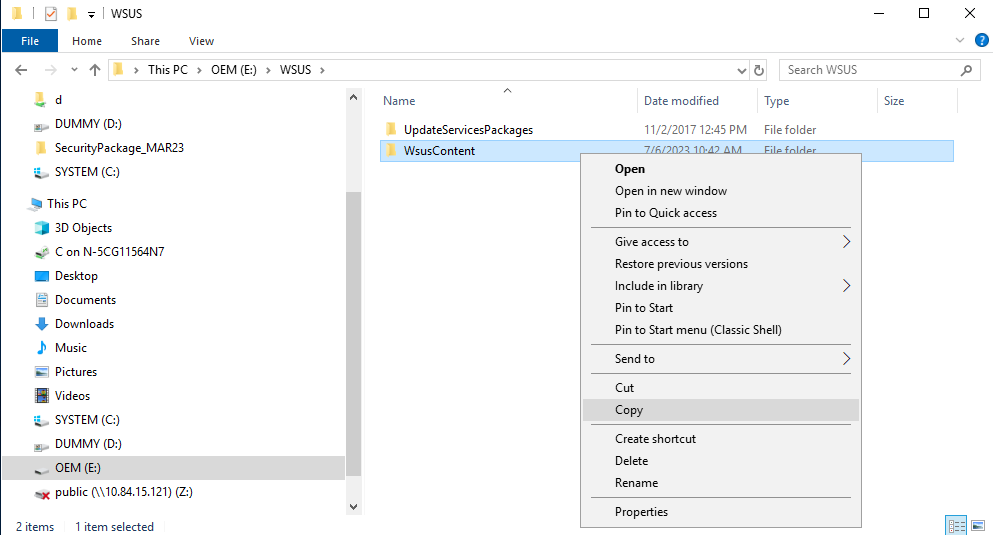 WSUS
File Home Share View
This PC OEM (E:) WSUS
Search WSUS
d
DUMMY (D:)
SecurityPackage_MAR23
SYSTEM (C:)
This PC
3D Objects
C on N-5CG11564N7
Desktop
Documents
Downloads
Music
Pictures
Videos
SYSTEM (C:)
DUMMY (D:)
OEM (E:)
public (\\10.84.15.121) (Z:)
Name Date modified Type Size
UpdateServicesPackages 11/2/2017 12:45 PM File folder
WsusContent 7/6/2023 10:42 AM File folder
Open
Open in new window
Pin to Quick access
Give access to
Restore previous versions
Include in library
Pin to Start
Pin to Start menu (Classic Shell)
Send to
Cut
Copy
Create shortcut
Delete
Rename
Properties
2 items 1 item selected